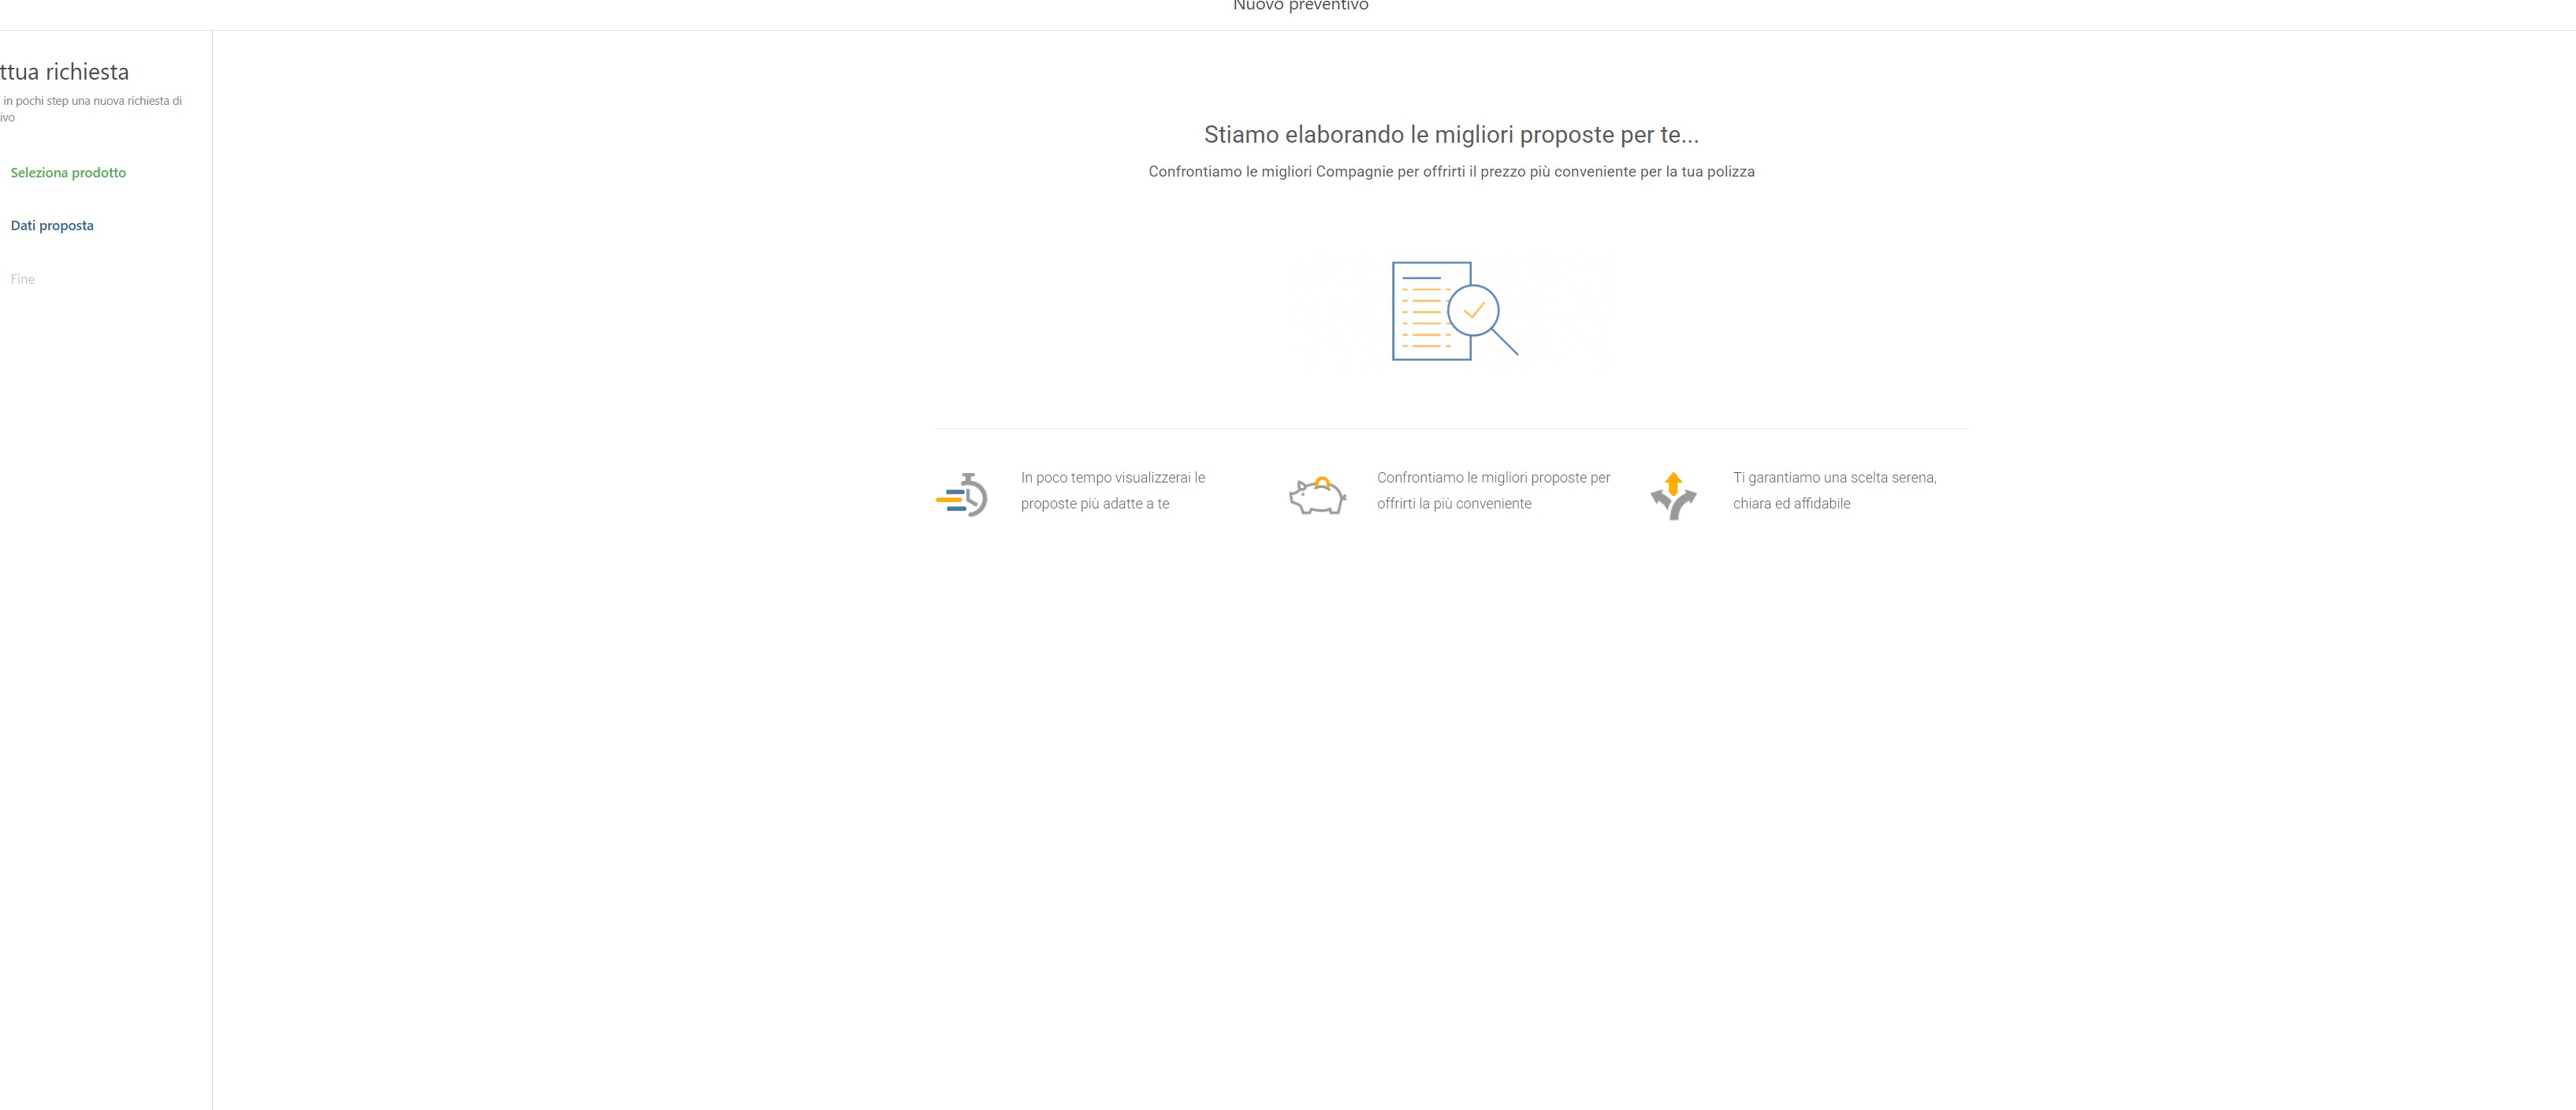 Nuovo preventivo
ttua richiesta
in pochi step una nuova richiesta di
ivo
Seleziona prodotto
Dati proposta
Fine
Stiamo elaborando le migliori proposte per te...
Confrontiamo le migliori Compagnie per offrirti il prezzo più conveniente per la tua polizza
In poco tempo visualizzerai le
proposte più adatte a te
Confrontiamo le migliori proposte per
offrirti la più conveniente
Ti garantiamo una scelta serena,
chiara ed affidabile